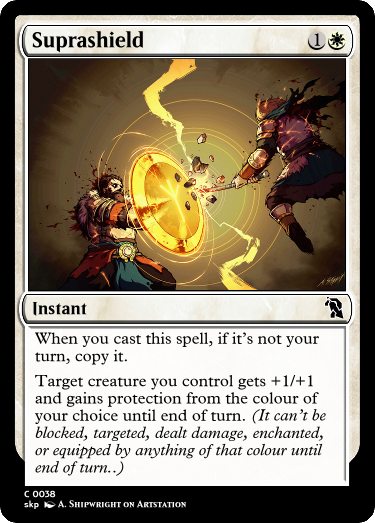 Suprashield
1
Instant
When you cast this spell, if it's not your
turn, copy it.
Target creature you control gets +1/+1
and gains protection from the colour of
your choice until end of turn. (It can't be
blocked, targeted, dealt damage, enchanted,
or equipped by anything of that colour until
end of turn..)
C 0038
skp A. Shipwright on Artstation